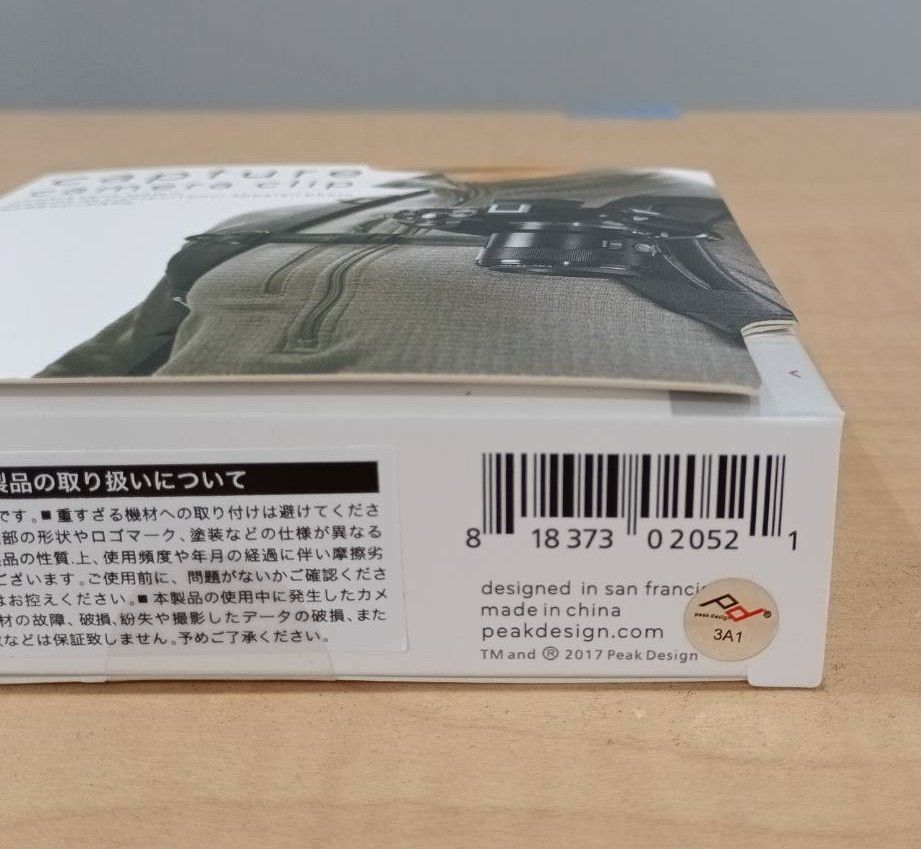 capture
camera clip
製品の取り扱いについて
です。■重すざる機材への取り付けは避けてくださ
部の形状やロゴマーク、塗装などの仕様が異なる
品の性質上、使用頻度や年月の経過に伴い摩擦劣
ございます。ご使用前に、問題がないかご確認くださ
はお控えください。■本製品の使用中に発生したカメ
材の故障、破損、紛失や撮影したデータの破損、また
などは保証致しません。予めご了承ください。
8 18373 02052 1
designed in san francis
made in china
peakdesign.com
TM and ® 2017 Peak Design
pd®
peak design
3A1